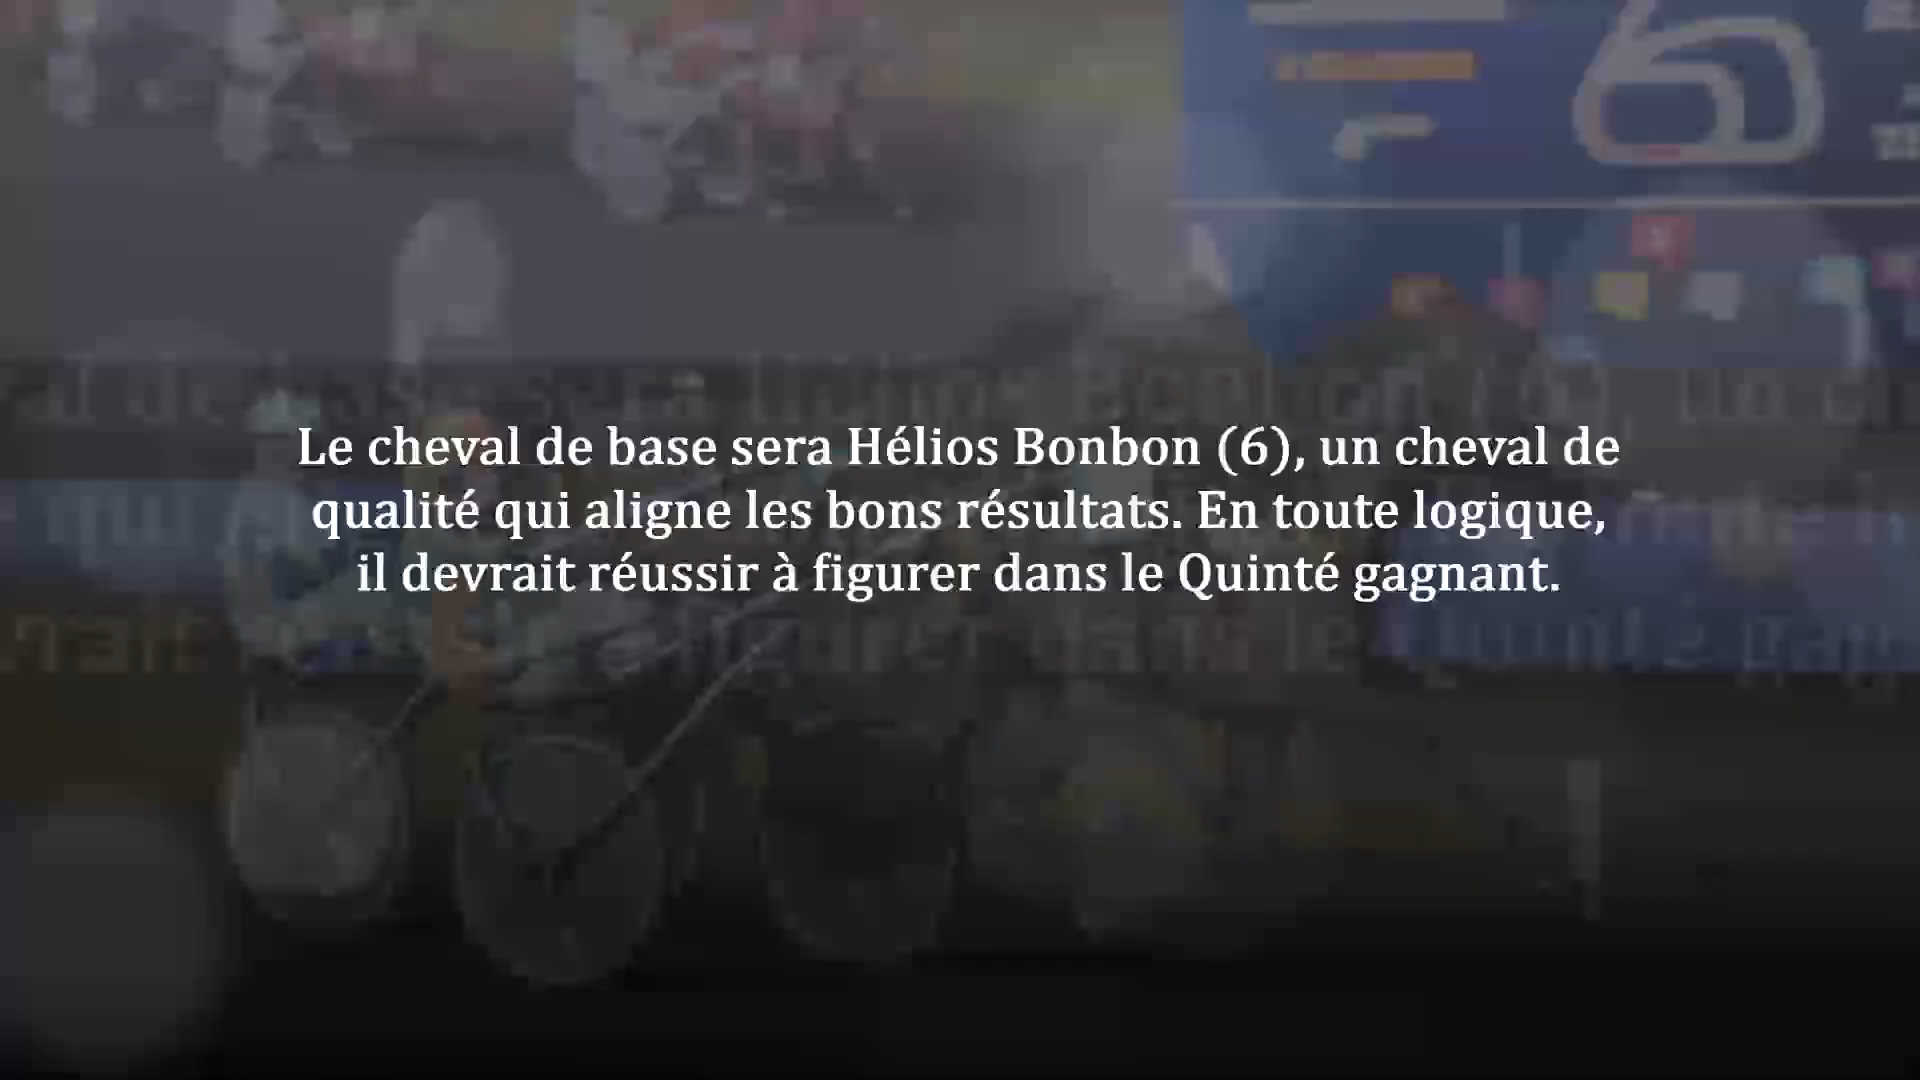 Le cheval de base sera Hélios Bonbon (6), un cheval de
qualité qui aligne les bons résultats. En toute logique,
il devrait réussir à figurer dans le Quinté gagnant.